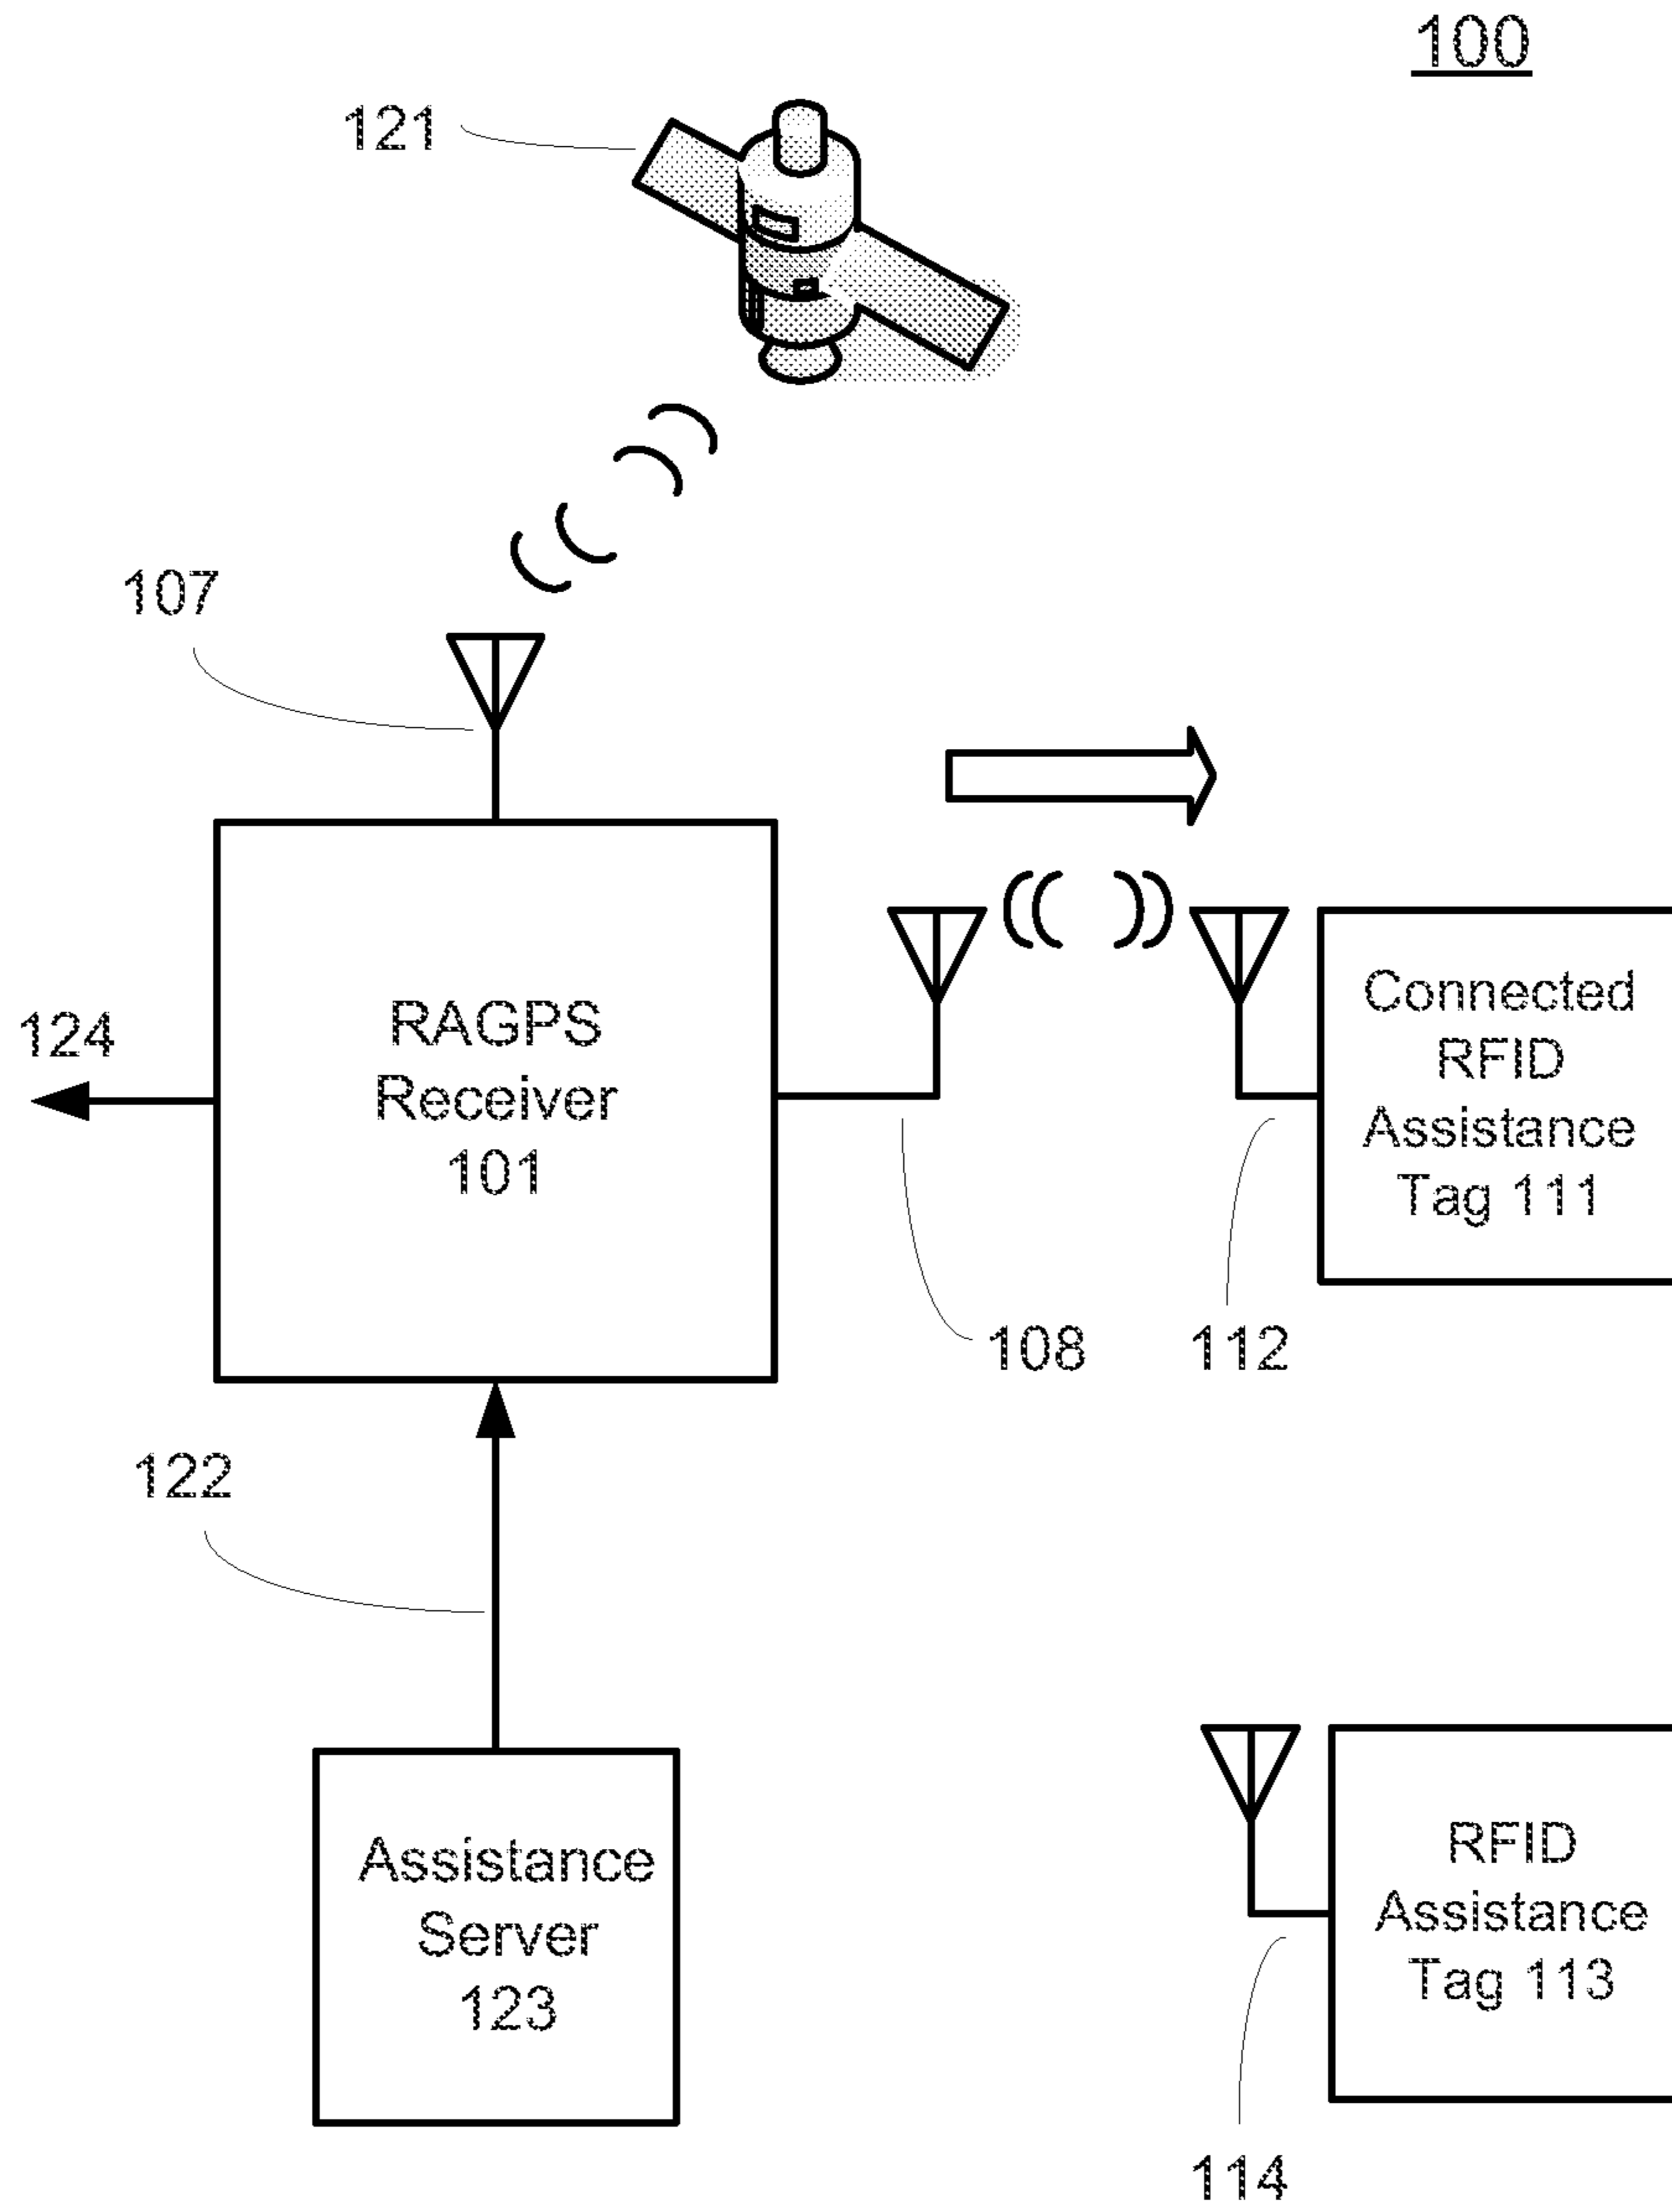 100
121
107
124
RAGPS
Receiver
101
Connected
RFID
Assistance
Tag 111
108
112
122
Assistance
Server
123
RFID
Assistance
Tag 113
114